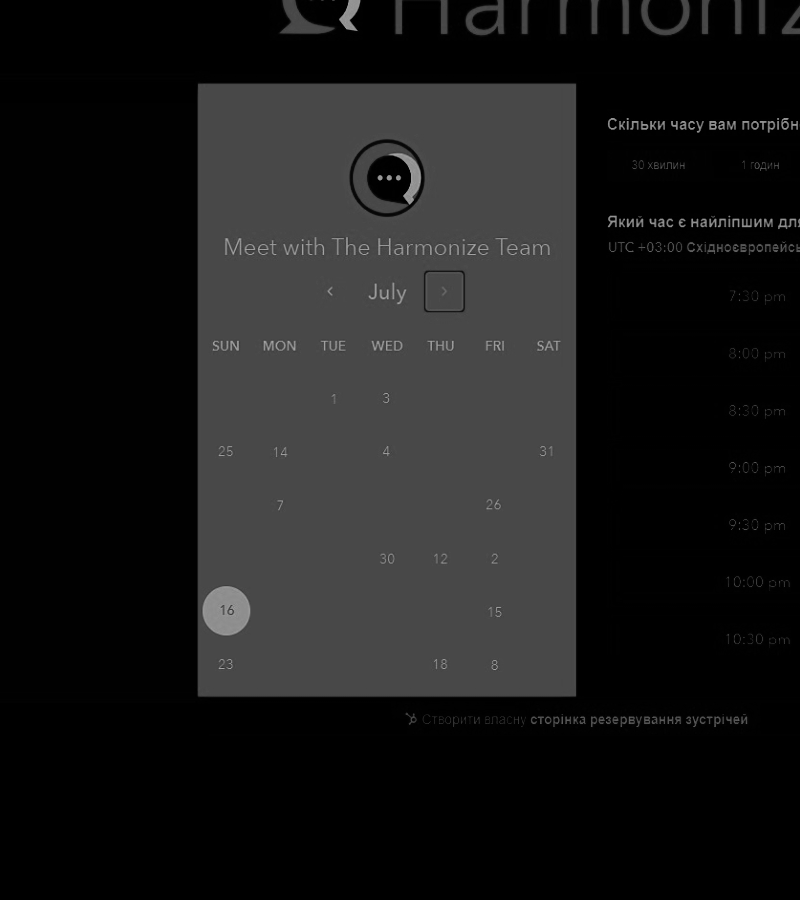 Harmoniz
Meet with The Harmonize Team
July
SUN MON TUE WED THU FRI SAT
1 3
25 14 4 31
7 26
30 12 2
16 15
23 18 8
Скільки часу вам потрібн
30 хвилин 1 годин
Який час є найліпшим для
UTC +03:00 Східноєвропейсь
7:30 pm
8:00 pm
8:30 pm
9:00 pm
9:30 pm
10:00 pm
10:30 pm
Створити власну сторінка резервування зустрічей